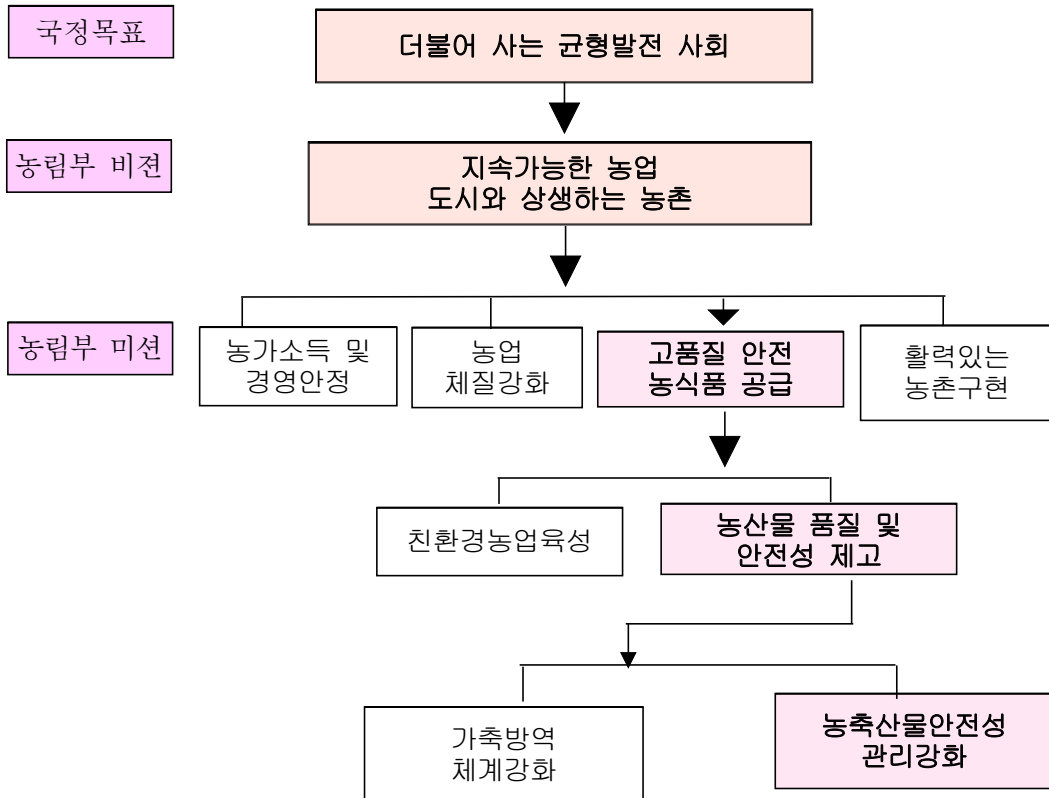 국정목표
더불어 사는 균형발전 사회
농림부 비젼
지속가능한 농업
도시와 상생하는 농촌
농림부 미션
농가소득 및
경영안정
농업
체질강화
고품질 안전
농식품 공급
활력있는
농촌구현
친환경농업육성
농산물 품질 및
안전성 제고
가축방역
체계강화
농축산물안전성
관리강화